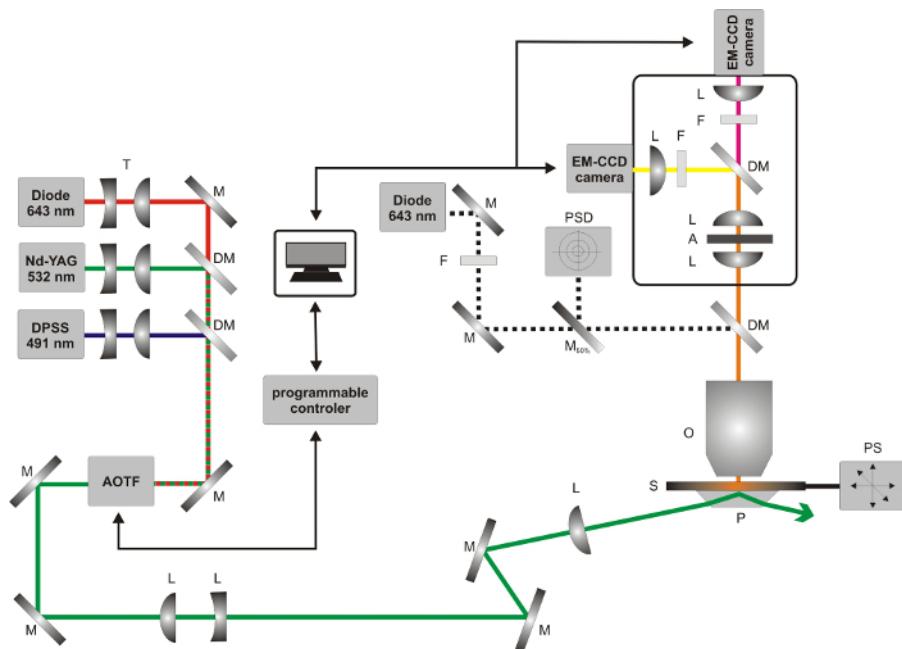 EM-CCD
camera
L
F
T
L
F
M
Diode
643 nm
EM-CCD
camera
DM
Diode
643 nm
M
PSD
L
A
Nd-YAG
532 nm
DM
F
L
DPSS
491 nm
DM
M
M50%
DM
programmable
controler
O
PS
M
AOTF
M
S
L
P
M
L
L
M
M